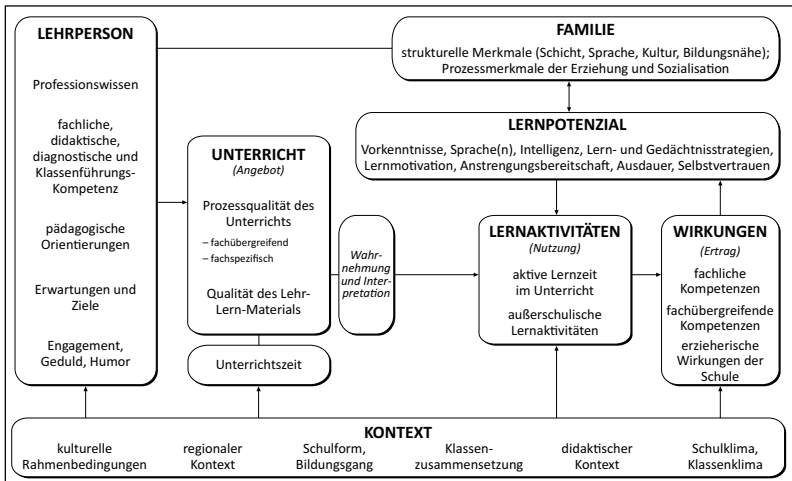 LEHRPERSON
Professionswissen
fachliche,
didaktische,
diagnostische und
Klassenführungs-
Kompetenz
pädagogische
Orientierungen
Erwartungen und
Ziele
Engagement,
Geduld, Humor
FAMILIE
strukturelle Merkmale (Schicht, Sprache, Kultur, Bildungsnähe);
Prozessmerkmale der Erziehung und Sozialisation
LERNPOTENZIAL
Vorkenntnisse, Sprache(n), Intelligenz, Lern- und Gedächtnisstrategien,
Lernmotivation, Anstrengungsbereitschaft, Ausdauer, Selbstvertrauen
UNTERRICHT
(Angebot)
Prozessqualität des
Unterrichts
– fachübergreifend
– fachspezifisch
Qualität des Lehr-
Lern-Materials
Unterrichtszeit
Wahr-
nehmung
und Inter-
pretation
LERNAKTIVITÄTEN
(Nutzung)
aktive Lernzeit
im Unterricht
außerschulische
Lernaktivitäten
WIRKUNGEN
(Ertrag)
fachliche
Kompetenzen
fachübergreifende
Kompetenzen
erzieherische
Wirkungen der
Schule
KONTEXT
kulturelle
Rahmenbedingungen
regionaler
Kontext
Schulform,
Bildungsgang
Klassen-
zusammensetzung
didaktischer
Kontext
Schulklima,
Klassenklima